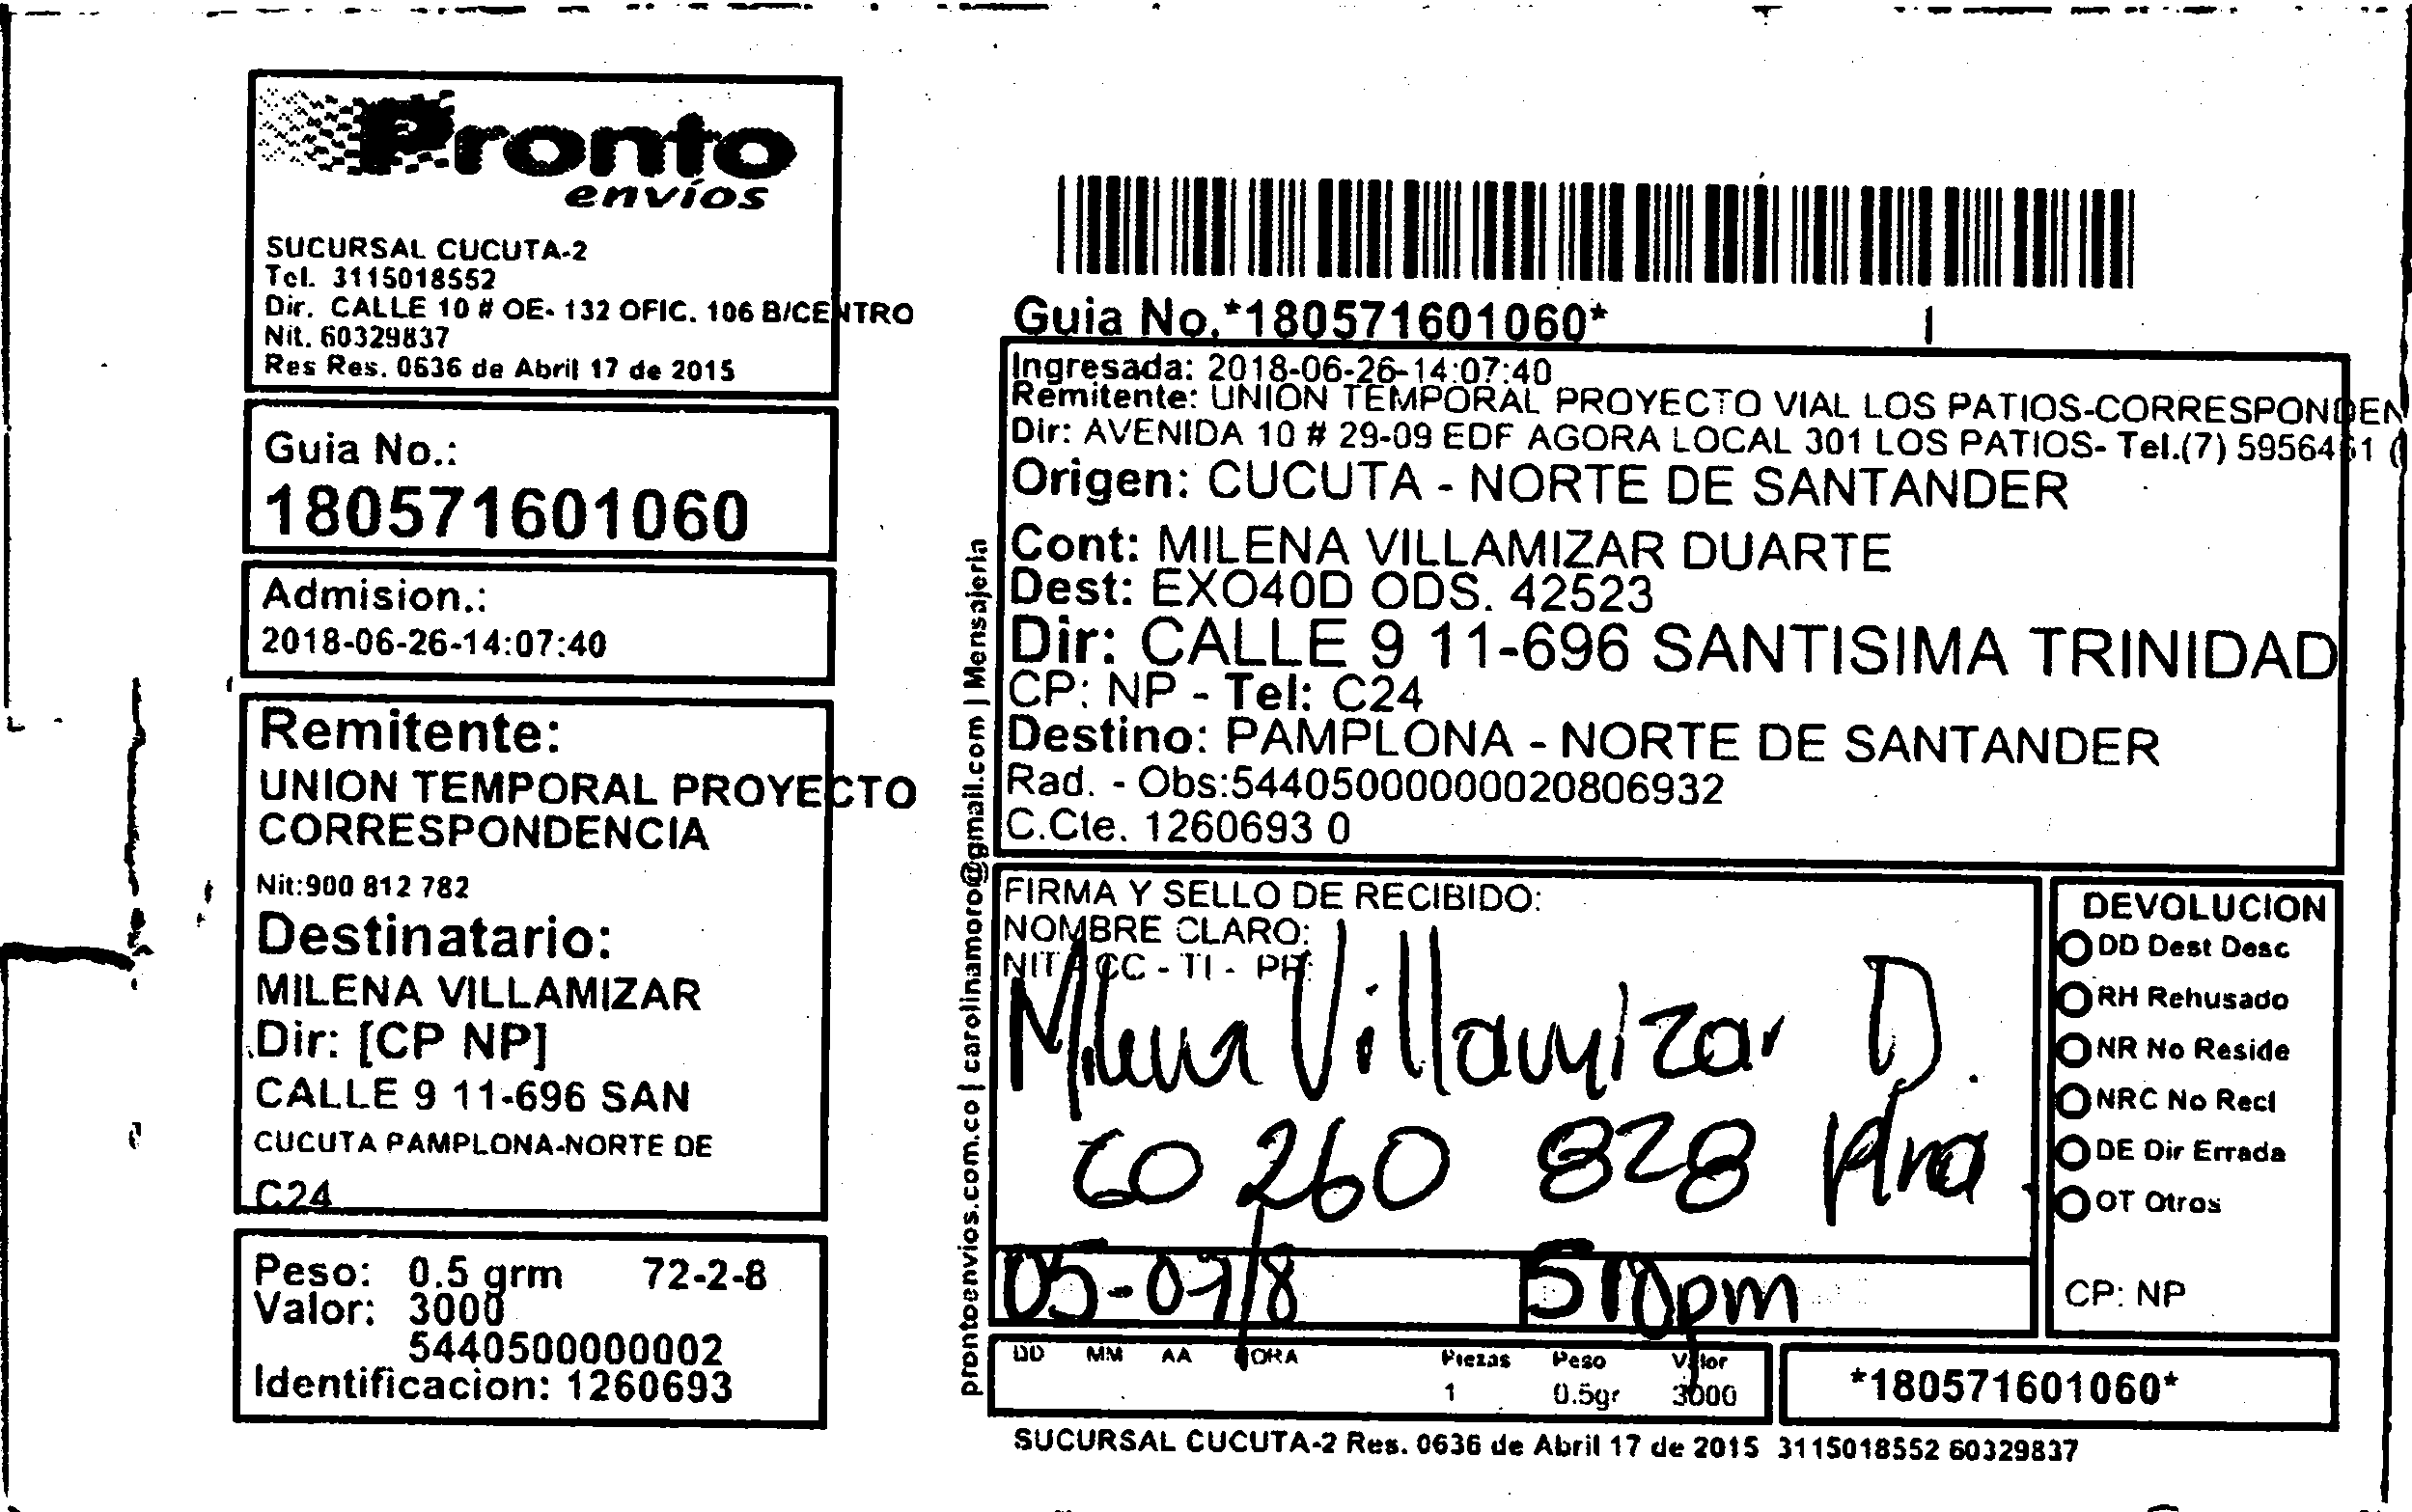 Pronto
envíos
SUCURSAL CUCUTA-2
Tel. 3115018552
Dir. CALLE 10 # OE- 132 OFIC. 106 B/CENTRO
Nit. 60329837
Res Res. 0636 de Abril 17 de 2015
Guia No.:
180571601060
Admision.:
2018-06-26-14:07:40
Remitente:
UNION TEMPORAL PROYECTO
CORRESPONDENCIA
Nit:900 812 782
Destinatario:
MILENA VILLAMIZAR
Dir: [CP NP]
CALLE 9 11-696 SAN
CUCUTA PAMPLONA-NORTE DE
C24
Peso: 0.5 grm 72-2-8
Valor: 3000
5440500000002
Identificacion: 1260693
prontoenvios.com.co | carolinamoro@gmail.com | Mensajeria
Guia No.*180571601060*
Ingresada: 2018-06-26-14:07:40
Remitente: UNION TEMPORAL PROYECTO VIAL LOS PATIOS-CORRESPONDEN
Dir: AVENIDA 10 # 29-09 EDF AGORA LOCAL 301 LOS PATIOS- Tel.(7) 5956461 (
Origen: CUCUTA - NORTE DE SANTANDER
Cont: MILENA VILLAMIZAR DUARTE
Dest: EXO40D ODS. 42523
Dir: CALLE 9 11-696 SANTISIMA TRINIDAD
CP: NP - Tel: C24
Destino: PAMPLONA - NORTE DE SANTANDER
Rad. - Obs:544050000000020806932
C.Cte. 1260693 0
FIRMA Y SELLO DE RECIBIDO:
NOMBRE CLARO:
NIT CC - TI - PP:
Milena Villamizar D.
60 260 828
05-07/8 510pm
DD MM AA HORA Piezas Peso Valor
1 0.5gr 3000
DEVOLUCION
DD Dest Desc
RH Rehusado
NR No Reside
NRC No Recl
DE Dir Errada
OT Otros
CP: NP
*180571601060*
SUCURSAL CUCUTA-2 Res. 0636 de Abril 17 de 2015 3115018552 60329837